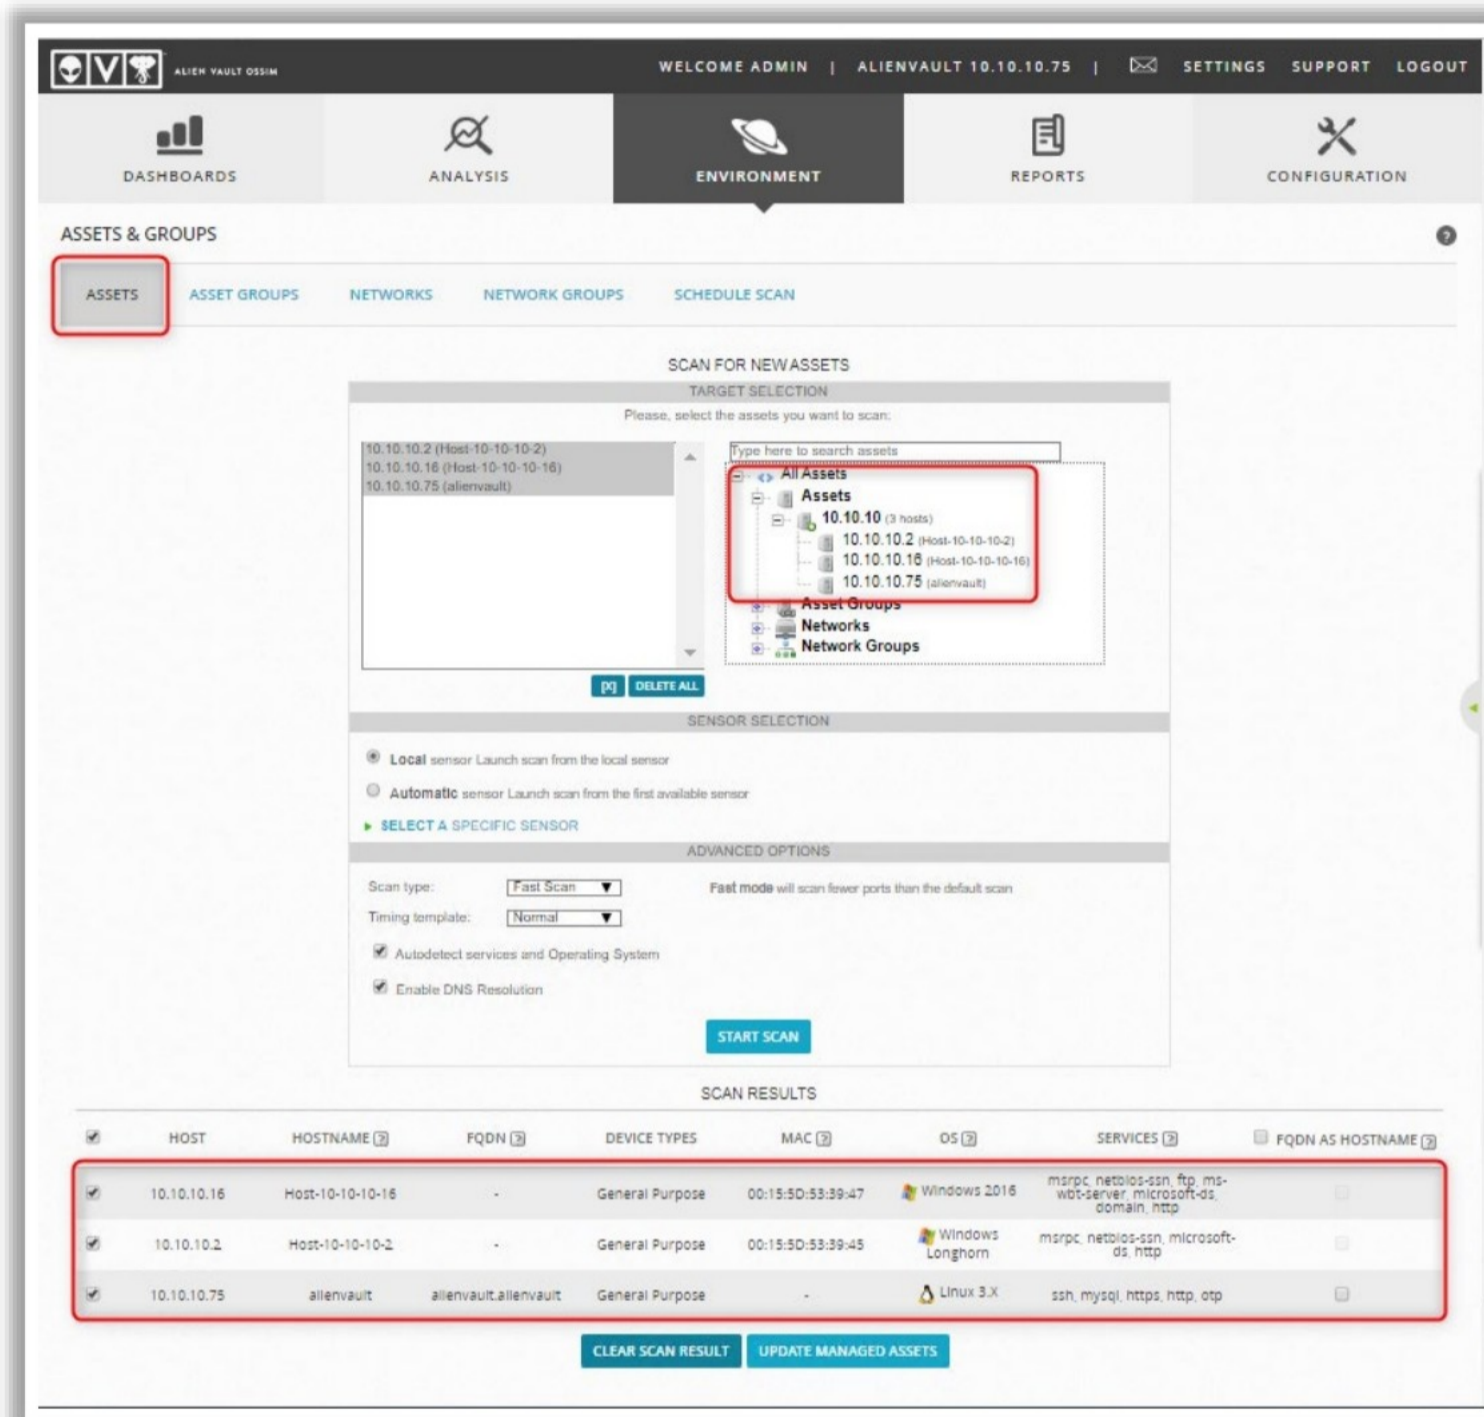 ALIEN VAULT OSSIM
WELCOME ADMIN | ALIENVAULT 10.10.10.75 | SETTINGS SUPPORT LOGOUT
DASHBOARDS ANALYSIS ENVIRONMENT REPORTS CONFIGURATION
ASSETS & GROUPS
ASSETS ASSET GROUPS NETWORKS NETWORK GROUPS SCHEDULE SCAN
SCAN FOR NEW ASSETS
TARGET SELECTION
Please, select the assets you want to scan:
10.10.10.2 (Host-10-10-10-2)
10.10.10.16 (Host-10-10-10-16)
10.10.10.75 (alienvault)
[X] DELETE ALL
Type here to search assets
All Assets
Assets
10.10.10 (3 hosts)
10.10.10.2 (Host-10-10-10-2)
10.10.10.16 (Host-10-10-10-16)
10.10.10.75 (alienvault)
Asset Groups
Networks
Network Groups
SENSOR SELECTION
Local sensor Launch scan from the local sensor
Automatic sensor Launch scan from the first available sensor
SELECT A SPECIFIC SENSOR
ADVANCED OPTIONS
Scan type: Fast Scan Fast mode will scan fewer ports than the default scan
Timing template: Normal
Autodetect services and Operating System
Enable DNS Resolution
START SCAN
SCAN RESULTS
HOST HOSTNAME [?] FQDN [?] DEVICE TYPES MAC [?] OS [?] SERVICES [?] FQDN AS HOSTNAME [?]
10.10.10.16 Host-10-10-10-16 - General Purpose 00:15:5D:53:39:47 Windows 2016 msrpc, netbios-ssn, ftp, ms-
wbt-server, microsoft-ds,
domain, http
10.10.10.2 Host-10-10-10-2 - General Purpose 00:15:5D:53:39:45 Windows
Longhorn msrpc, netbios-ssn, microsoft-
ds, http
10.10.10.75 alienvault alienvault.alienvault General Purpose - Linux 3.X ssh, mysql, https, http, otp
CLEAR SCAN RESULT UPDATE MANAGED ASSETS